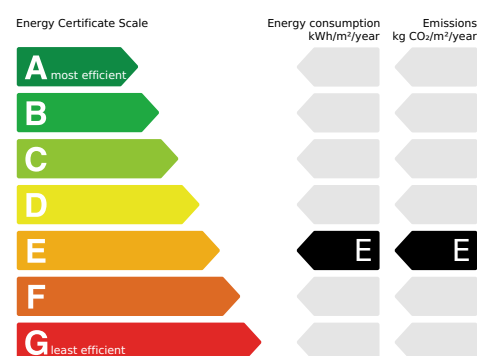 Energy Certificate Scale
Energy consumption
kWh/m²/year
Emissions
kg CO₂/m²/year
A most efficient
B
C
D
E E E
F
G least efficient